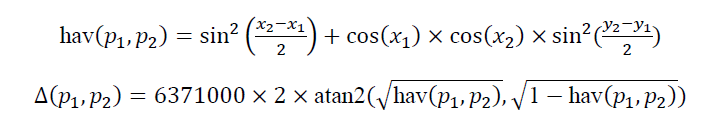 hav(p₁, p₂) = sin² ((x₂−x₁)/2) + cos(x₁) × cos(x₂) × sin²((y₂−y₁)/2)
Δ(p₁, p₂) = 6371000 × 2 × atan2(√hav(p₁, p₂), √1 − hav(p₁, p₂))